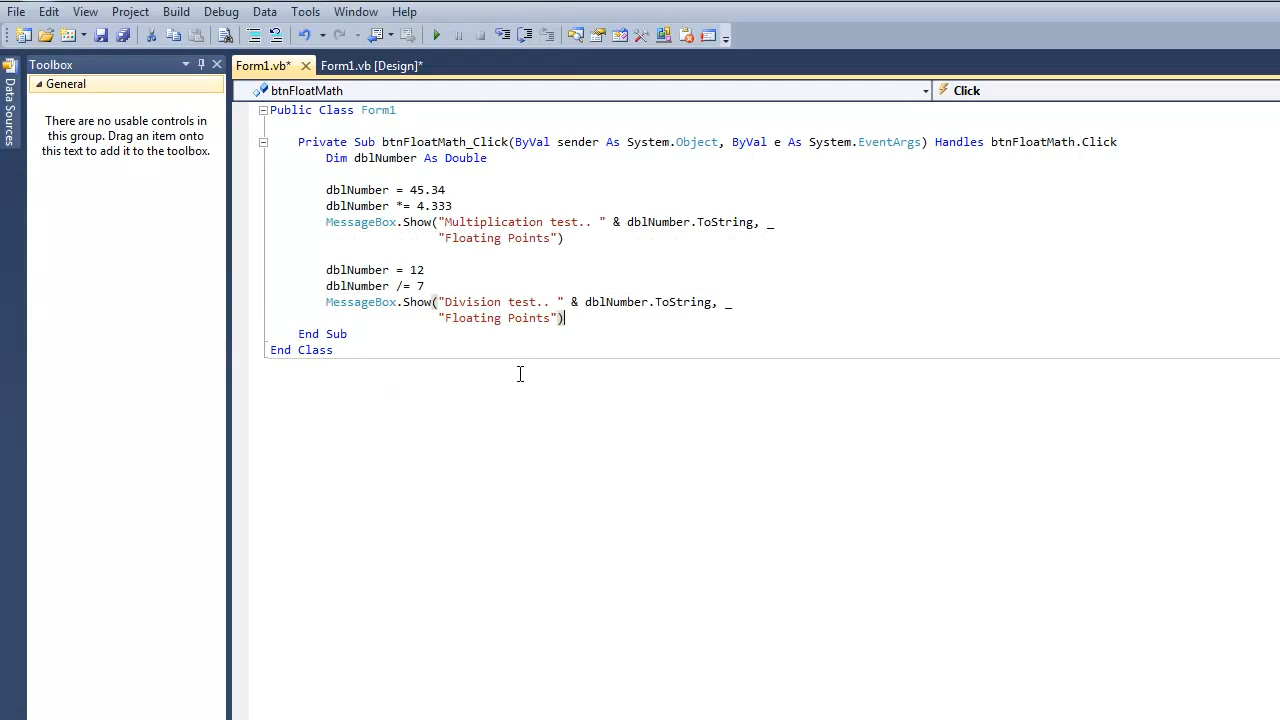 File Edit View Project Build Debug Data Tools Window Help
Data Sources
Toolbox
General
There are no usable controls in
this group. Drag an item onto
this text to add it to the toolbox.
Form1.vb* Form1.vb [Design]*
btnFloatMath Click
Public Class Form1
Private Sub btnFloatMath_Click(ByVal sender As System.Object, ByVal e As System.EventArgs) Handles btnFloatMath.Click
Dim dblNumber As Double
dblNumber = 45.34
dblNumber *= 4.333
MessageBox.Show("Multiplication test.. " & dblNumber.ToString, _
"Floating Points")
dblNumber = 12
dblNumber /= 7
MessageBox.Show("Division test.. " & dblNumber.ToString, _
"Floating Points")
End Sub
End Class